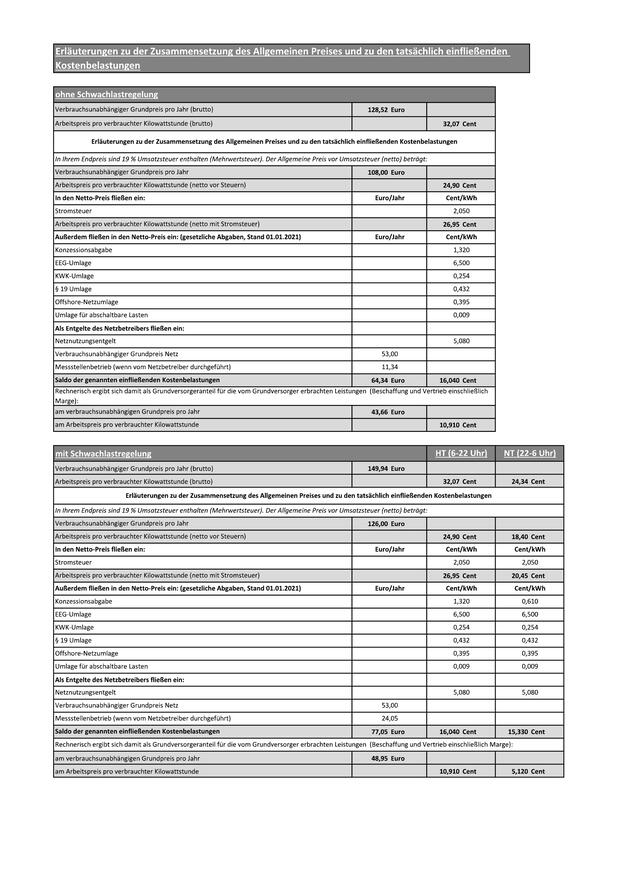 Erläuterungen zu der Zusammensetzung des Allgemeinen Preises und zu den tatsächlich einfließenden
Kostenbelastungen
ohne Schwachlastregelung
Verbrauchsunabhängiger Grundpreis pro Jahr (brutto) 128,52 Euro
Arbeitspreis pro verbrauchter Kilowattstunde (brutto) 32,07 Cent
Erläuterungen zu der Zusammensetzung des Allgemeinen Preises und zu den tatsächlich einfließenden Kostenbelastungen
In Ihrem Endpreis sind 19 % Umsatzsteuer enthalten (Mehrwertsteuer). Der Allgemeine Preis vor Umsatzsteuer (netto) beträgt:
Verbrauchsunabhängiger Grundpreis pro Jahr 108,00 Euro
Arbeitspreis pro verbrauchter Kilowattstunde (netto vor Steuern) 24,90 Cent
In den Netto-Preis fließen ein: Euro/Jahr Cent/kWh
Stromsteuer 2,050
Arbeitspreis pro verbrauchter Kilowattstunde (netto mit Stromsteuer) 26,95 Cent
Außerdem fließen in den Netto-Preis ein: (gesetzliche Abgaben, Stand 01.01.2021) Euro/Jahr Cent/kWh
Konzessionsabgabe 1,320
EEG-Umlage 6,500
KWK-Umlage 0,254
§ 19 Umlage 0,432
Offshore-Netzumlage 0,395
Umlage für abschaltbare Lasten 0,009
Als Entgelte des Netzbetreibers fließen ein:
Netznutzungsentgelt 5,080
Verbrauchsunabhängiger Grundpreis Netz 53,00
Messstellenbetrieb (wenn vom Netzbetreiber durchgeführt) 11,34
Saldo der genannten einfließenden Kostenbelastungen 64,34 Euro 16,040 Cent
Rechnerisch ergibt sich damit als Grundversorgeranteil für die vom Grundversorger erbrachten Leistungen (Beschaffung und Vertrieb einschließlich
Marge):
am verbrauchsunabhängigen Grundpreis pro Jahr 43,66 Euro
am Arbeitspreis pro verbrauchte Kilowattstunde 10,910 Cent
mit Schwachlastregelung HT (6-22 Uhr) NT (22-6 Uhr)
Verbrauchsunabhängiger Grundpreis pro Jahr (brutto) 149,94 Euro
Arbeitspreis pro verbrauchter Kilowattstunde (brutto) 32,07 Cent 24,34 Cent
Erläuterungen zu der Zusammensetzung des Allgemeinen Preises und zu den tatsächlich einfließenden Kostenbelastungen
In Ihrem Endpreis sind 19 % Umsatzsteuer enthalten (Mehrwertsteuer). Der Allgemeine Preis vor Umsatzsteuer (netto) beträgt:
Verbrauchsunabhängiger Grundpreis pro Jahr 126,00 Euro
Arbeitspreis pro verbrauchter Kilowattstunde (netto vor Steuern) 24,90 Cent 18,40 Cent
In den Netto-Preis fließen ein: Euro/Jahr Cent/kWh Cent/kWh
Stromsteuer 2,050 2,050
Arbeitspreis pro verbrauchter Kilowattstunde (netto mit Stromsteuer) 26,95 Cent 20,45 Cent
Außerdem fließen in den Netto-Preis ein: (gesetzliche Abgaben, Stand 01.01.2021) Euro/Jahr Cent/kWh Cent/kWh
Konzessionsabgabe 1,320 0,610
EEG-Umlage 6,500 6,500
KWK-Umlage 0,254 0,254
§ 19 Umlage 0,432 0,432
Offshore-Netzumlage 0,395 0,395
Umlage für abschaltbare Lasten 0,009 0,009
Als Entgelte des Netzbetreibers fließen ein:
Netznutzungsentgelt 5,080 5,080
Verbrauchsunabhängiger Grundpreis Netz 53,00
Messstellenbetrieb (wenn vom Netzbetreiber durchgeführt) 24,05
Saldo der genannten einfließenden Kostenbelastungen 77,05 Euro 16,040 Cent 15,330 Cent
Rechnerisch ergibt sich damit als Grundversorgeranteil für die vom Grundversorger erbrachten Leistungen (Beschaffung und Vertrieb einschließlich Marge):
am verbrauchsunabhängigen Grundpreis pro Jahr 48,95 Euro
am Arbeitspreis pro verbrauchte Kilowattstunde 10,910 Cent 5,120 Cent